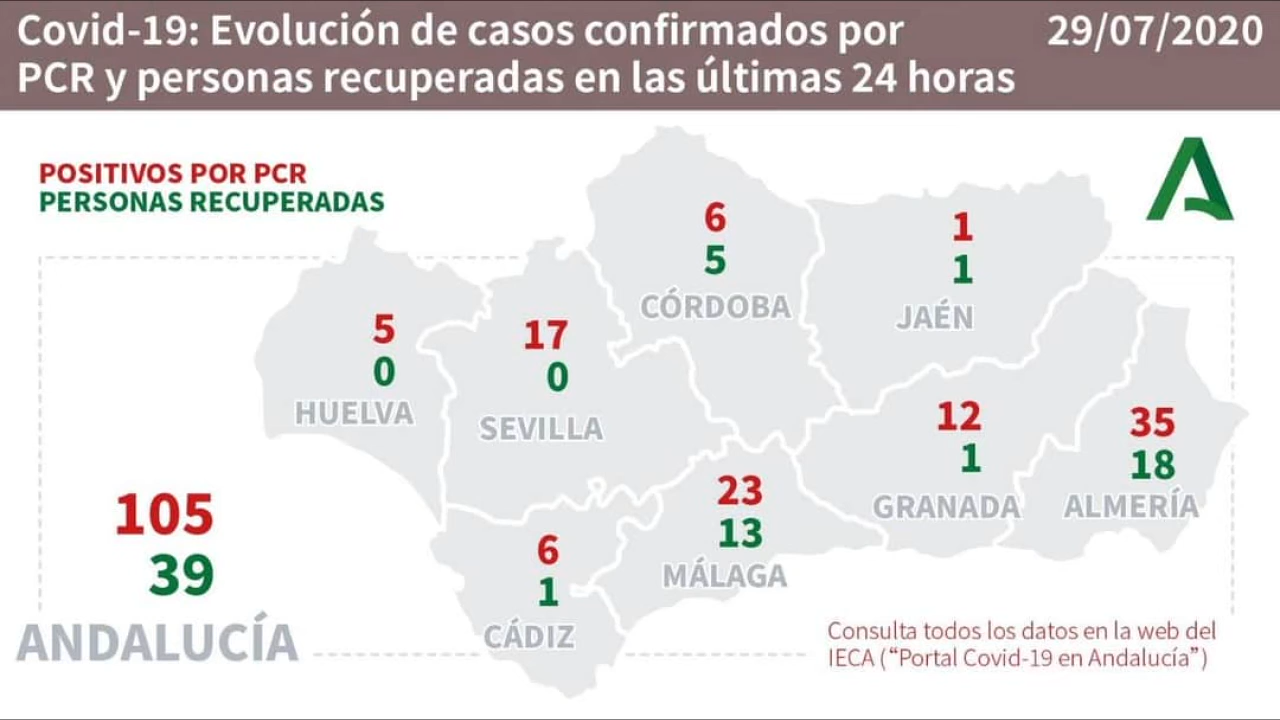 Covid-19: Evolución de casos confirmados por
PCR y personas recuperadas en las últimas 24 horas
29/07/2020
POSITIVOS POR PCR
PERSONAS RECUPERADAS
6
5
CÓRDOBA
1
1
JAÉN
5
0
HUELVA
17
0
SEVILLA
12
1
GRANADA
35
18
ALMERÍA
23
13
MÁLAGA
6
1
CÁDIZ
105
39
ANDALUCÍA
Consulta todos los datos en la web del
IECA (“Portal Covid-19 en Andalucía”)